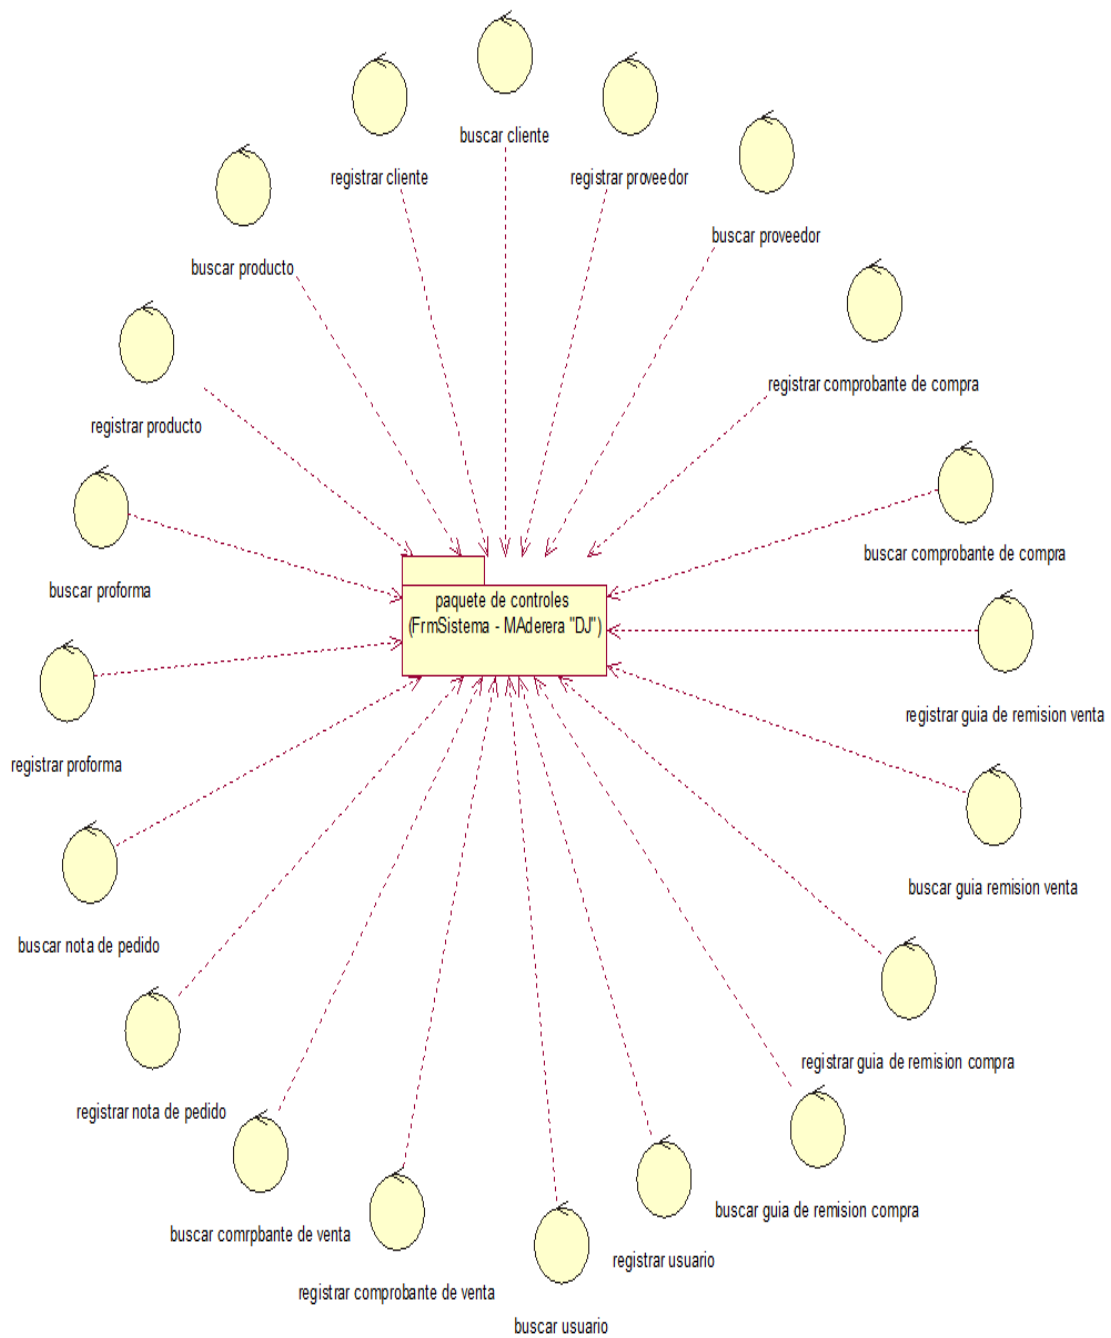 buscar cliente
registrar cliente
registrar proveedor
buscar proveedor
buscar producto
registrar comprobante de compra
registrar producto
buscar comprobante de compra
buscar proforma
paquete de controles
(FrmSistema - MAderera "DJ")
registrar guia de remision venta
registrar proforma
buscar guia remision venta
buscar nota de pedido
registrar guia de remision compra
registrar nota de pedido
buscar guia de remision compra
buscar comrpbante de venta
registrar usuario
registrar comprobante de venta
buscar usuario